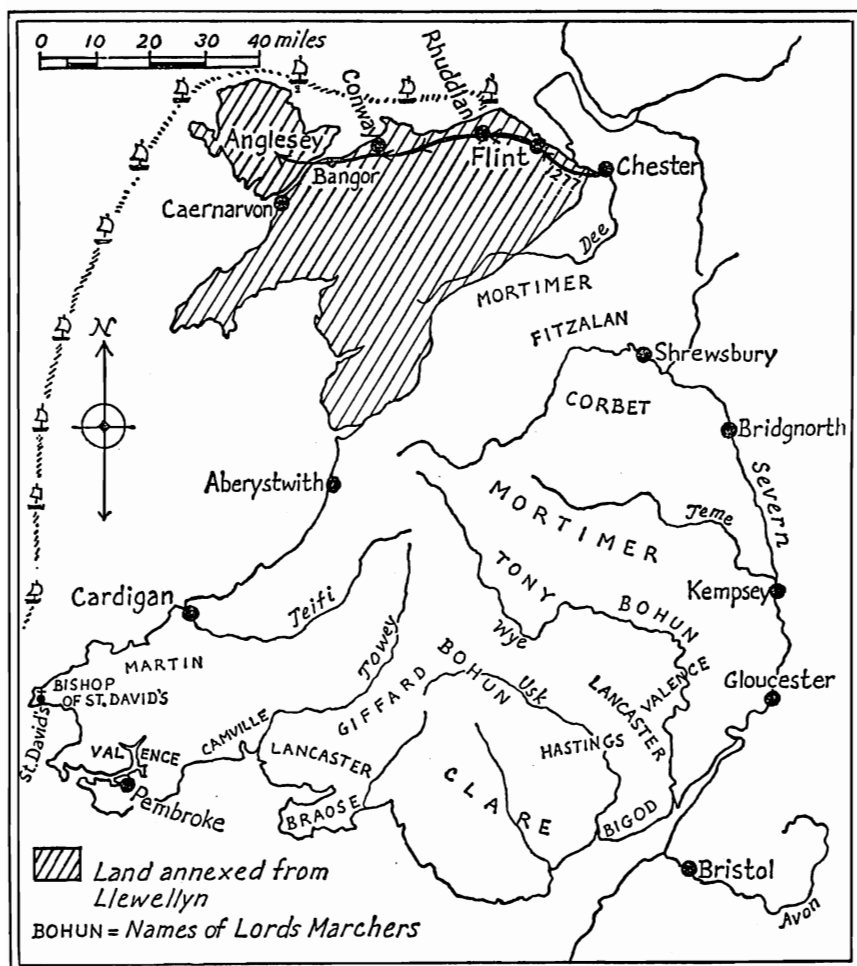 0 10 20 30 40 miles
Rhuddlan
Conway
Anglesey
Flint
Bangor
1277
Chester
Caernarvon
Dee
MORTIMER
N
FITZALAN
Shrewsbury
CORBET
Bridgnorth
Severn
Aberystwith
MORTIMER
Teme
TONY
Kempsey
Cardigan
Teifi
BOHUN
Wye
Towey
MARTIN
BOHUN
Usk
LANCASTER
VALENCE
Gloucester
BISHOP
OF ST. DAVID'S
St. David's
GIFFARD
CAMVILLE
HASTINGS
VALENCE
LANCASTER
CLARE
Pembroke
BRAOSE
BIGOD
Bristol
Avon
Land annexed from
Llewellyn
BOHUN = Names of Lords Marchers